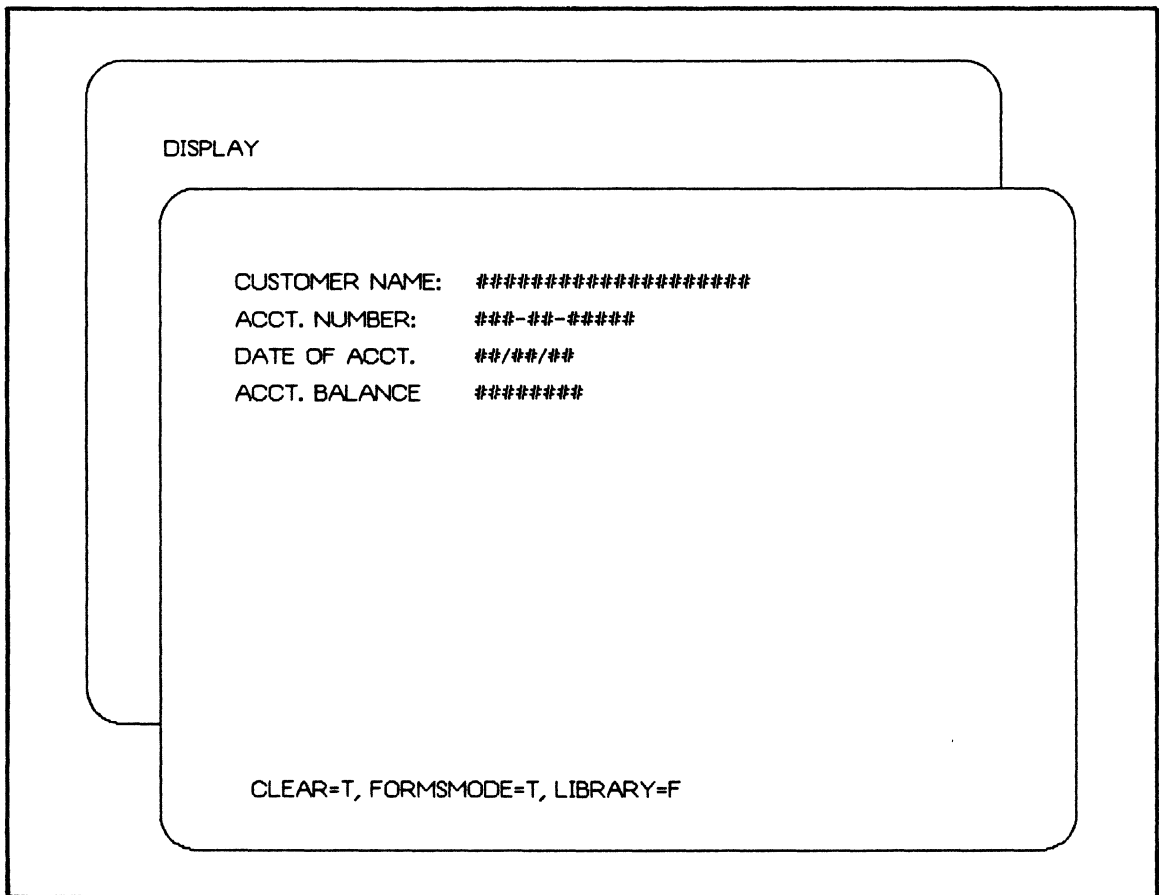 DISPLAY
CUSTOMER NAME: ####################
ACCT. NUMBER: ###-##-#####
DATE OF ACCT. ##/##/##
ACCT. BALANCE ########
CLEAR=T, FORMSMODE=T, LIBRARY=F